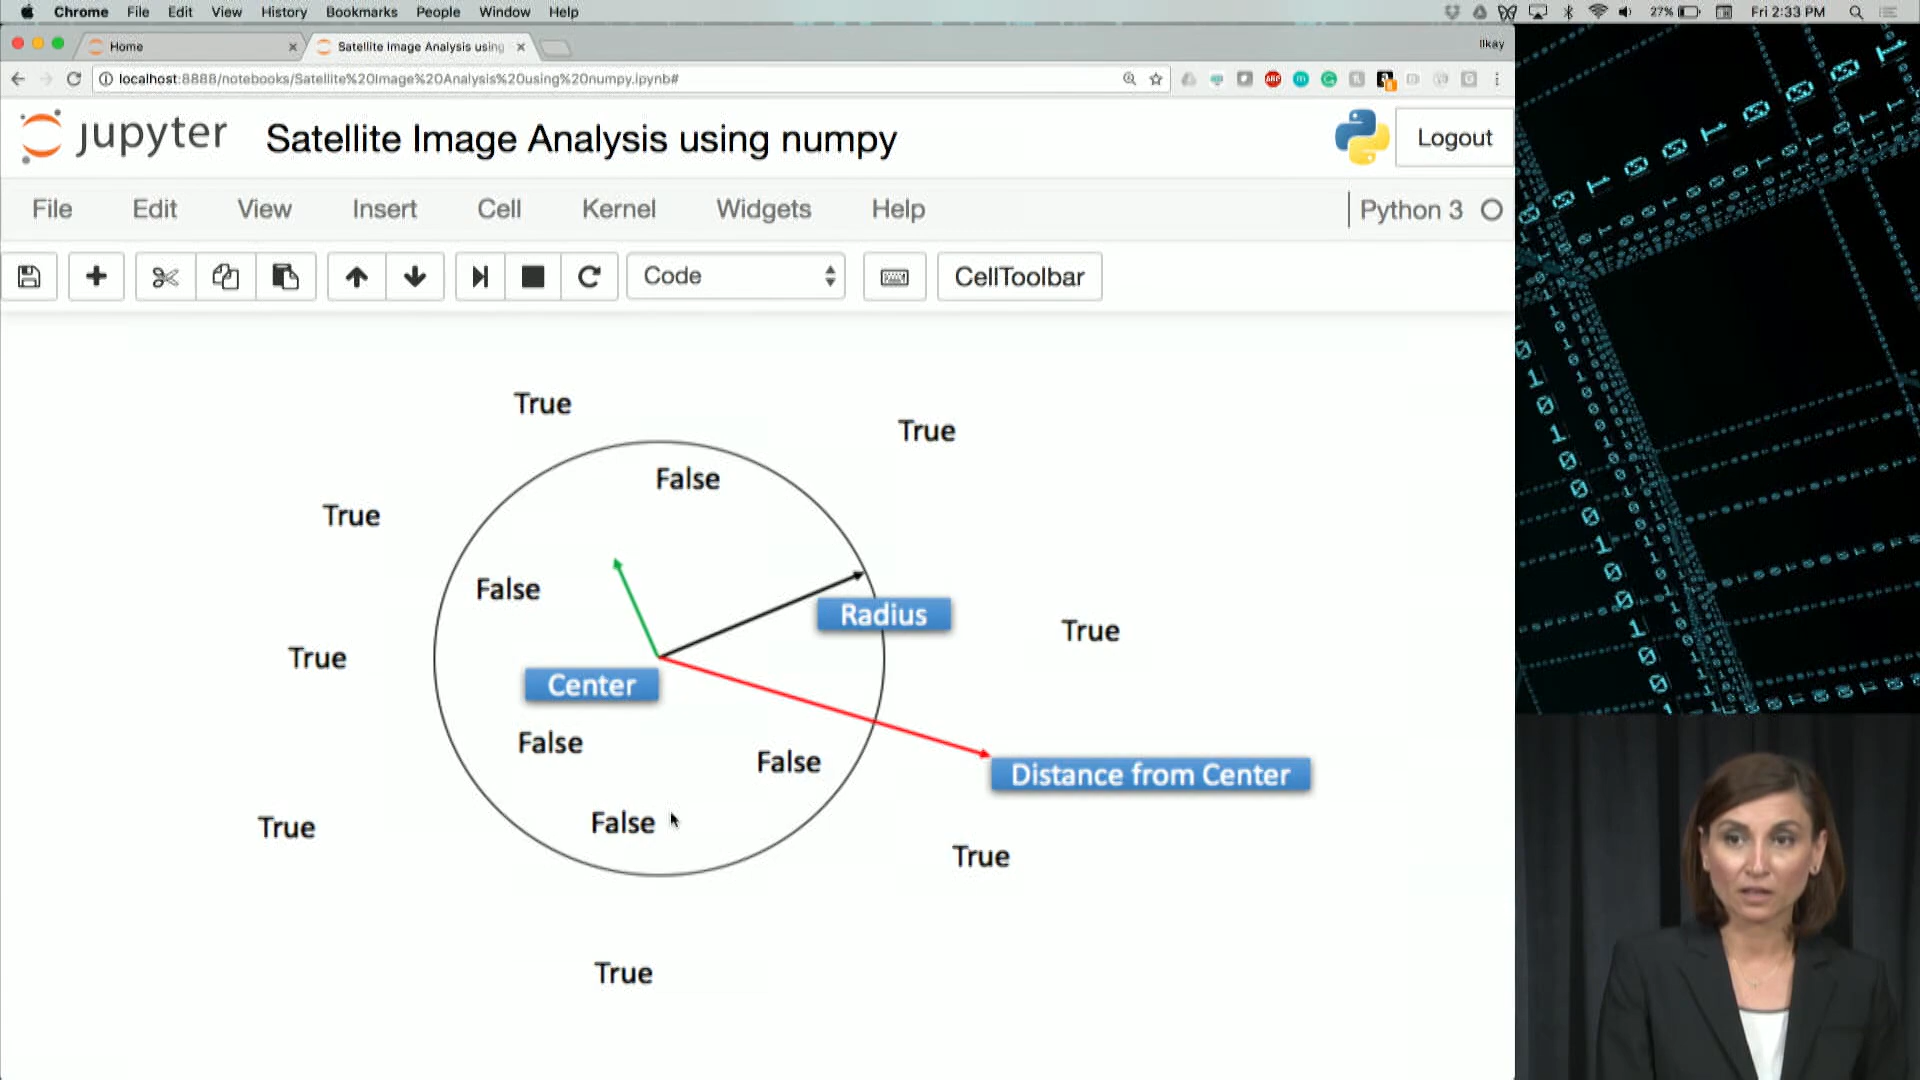 Chrome File Edit View History Bookmarks People Window Help 27% Fri 2:33 PM
Home Satellite Image Analysis using Ilkay
localhost:8888/notebooks/Satellite%20Image%20Analysis%20using%20numpy.ipynb#
jupyter Satellite Image Analysis using numpy Logout
File Edit View Insert Cell Kernel Widgets Help Python 3
Code CellToolbar
True
True
False
True
False
Radius
True
True
Center
False
False
Distance from Center
False
True
True
True